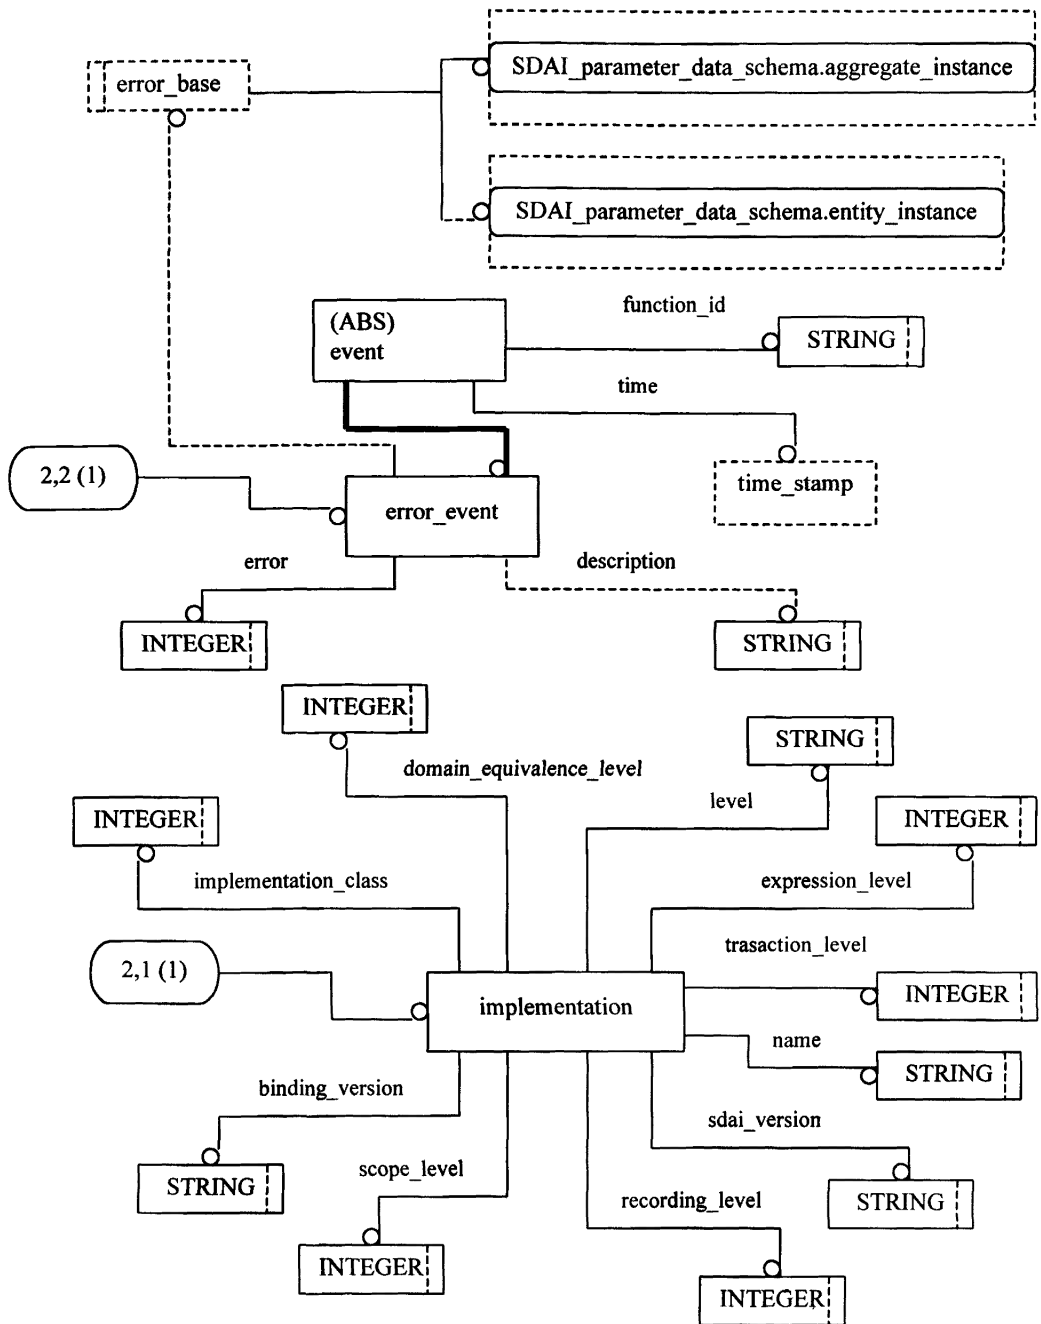 error_base
SDAI_parameter_data_schema.aggregate_instance
SDAI_parameter_data_schema.entity_instance
(ABS)
event
function_id
STRING
time
time_stamp
2,2 (1)
error_event
error
description
INTEGER
STRING
INTEGER
STRING
domain_equivalence_level
level
INTEGER
INTEGER
implementation_class
expression_level
trasaction_level
2,1 (1)
implementation
INTEGER
name
STRING
binding_version
sdai_version
scope_level
STRING
recording_level
STRING
INTEGER
INTEGER